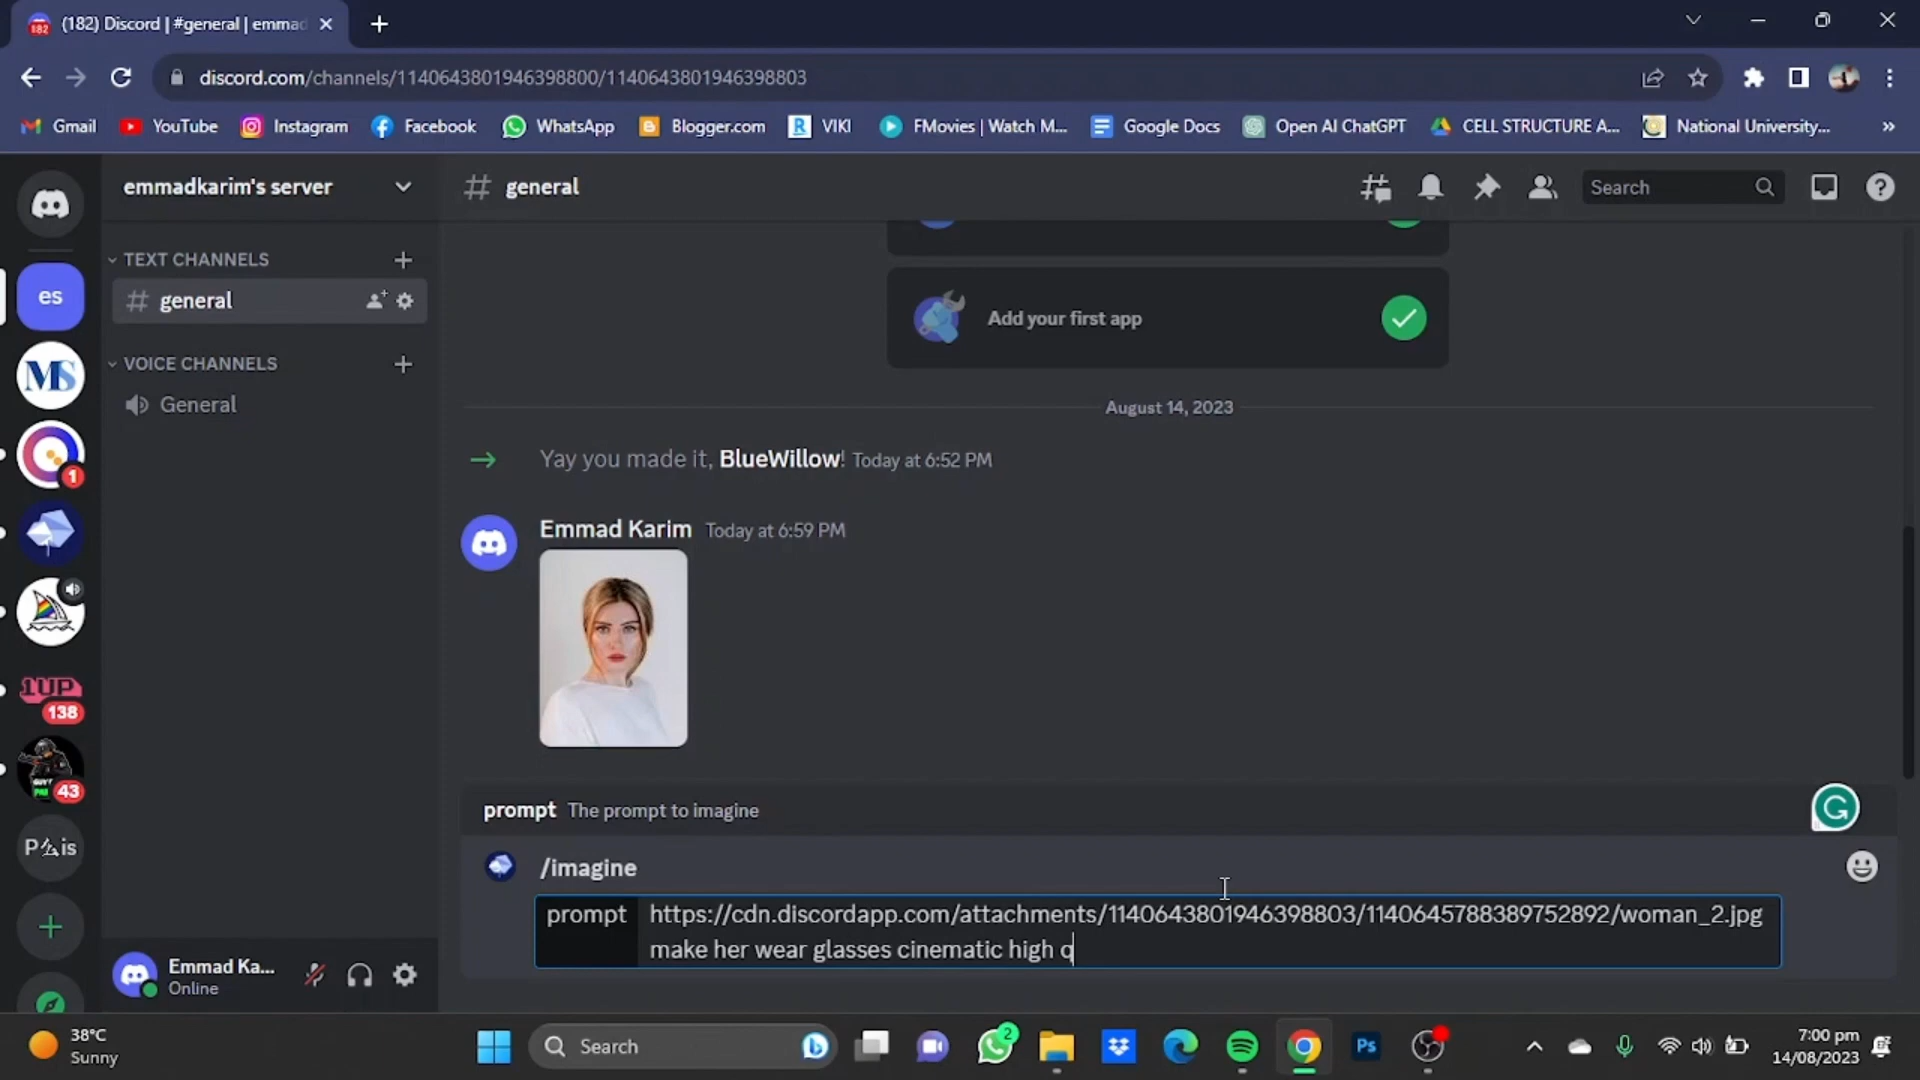 (182) Discord | #general | emmad
182
discord.com/channels/1140643801946398800/1140643801946398803
Gmail
YouTube
Instagram
Facebook
WhatsApp
Blogger.com
R
VIKI
FMovies | Watch M...
Google Docs
Open AI ChatGPT
CELL STRUCTURE A...
National University...
»
emmadkarim's server
# general
Search
TEXT CHANNELS
# general
VOICE CHANNELS
General
es
MS
1
1UP
138
43
Add your first app
August 14, 2023
Yay you made it, BlueWillow! Today at 6:52 PM
Emmad Karim Today at 6:59 PM
prompt The prompt to imagine
/imagine
prompt https://cdn.discordapp.com/attachments/1140643801946398803/1140645788389752892/woman_2.jpg
make her wear glasses cinematic high q
Emmad Ka...
Online
38°C
Sunny
Search
2
Ps
7:00 pm
14/08/2023